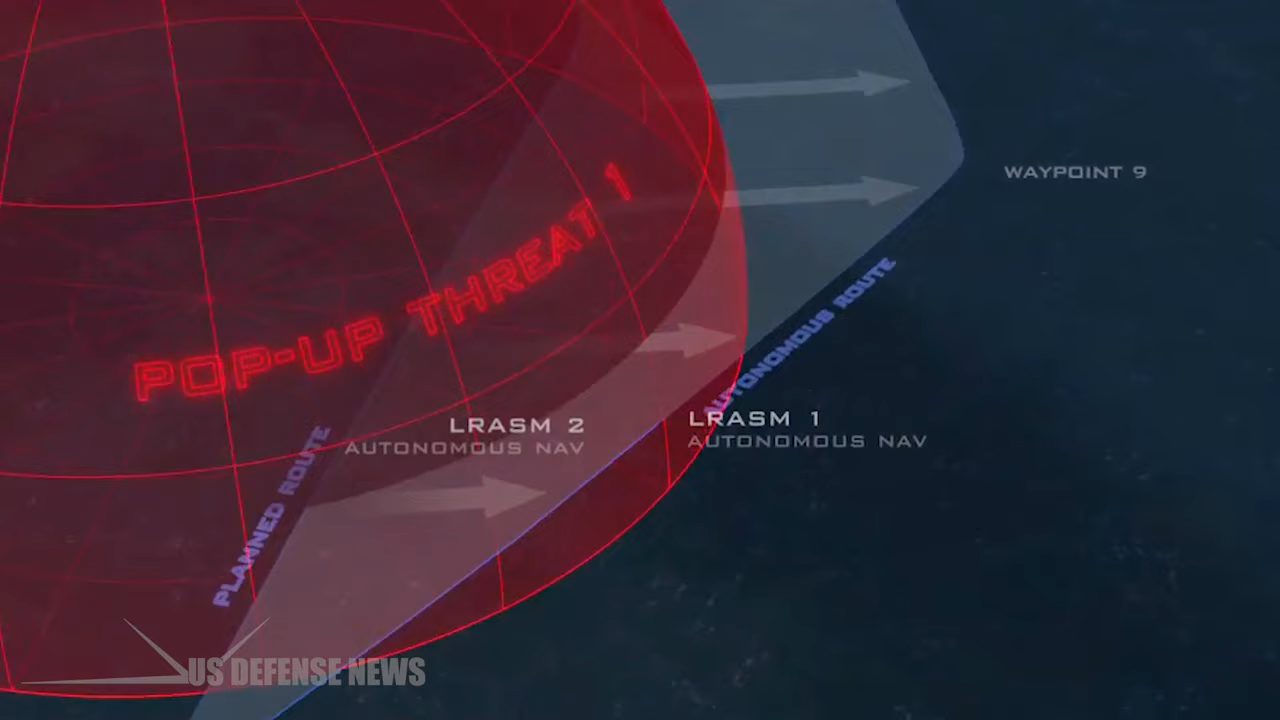 WAYPOINT 9
POP-UP THREAT 1
AUTONOMOUS ROUTE
LRASM 2
AUTONOMOUS NAV
LRASM 1
AUTONOMOUS NAV
PLANNED ROUTE
US DEFENSE NEWS